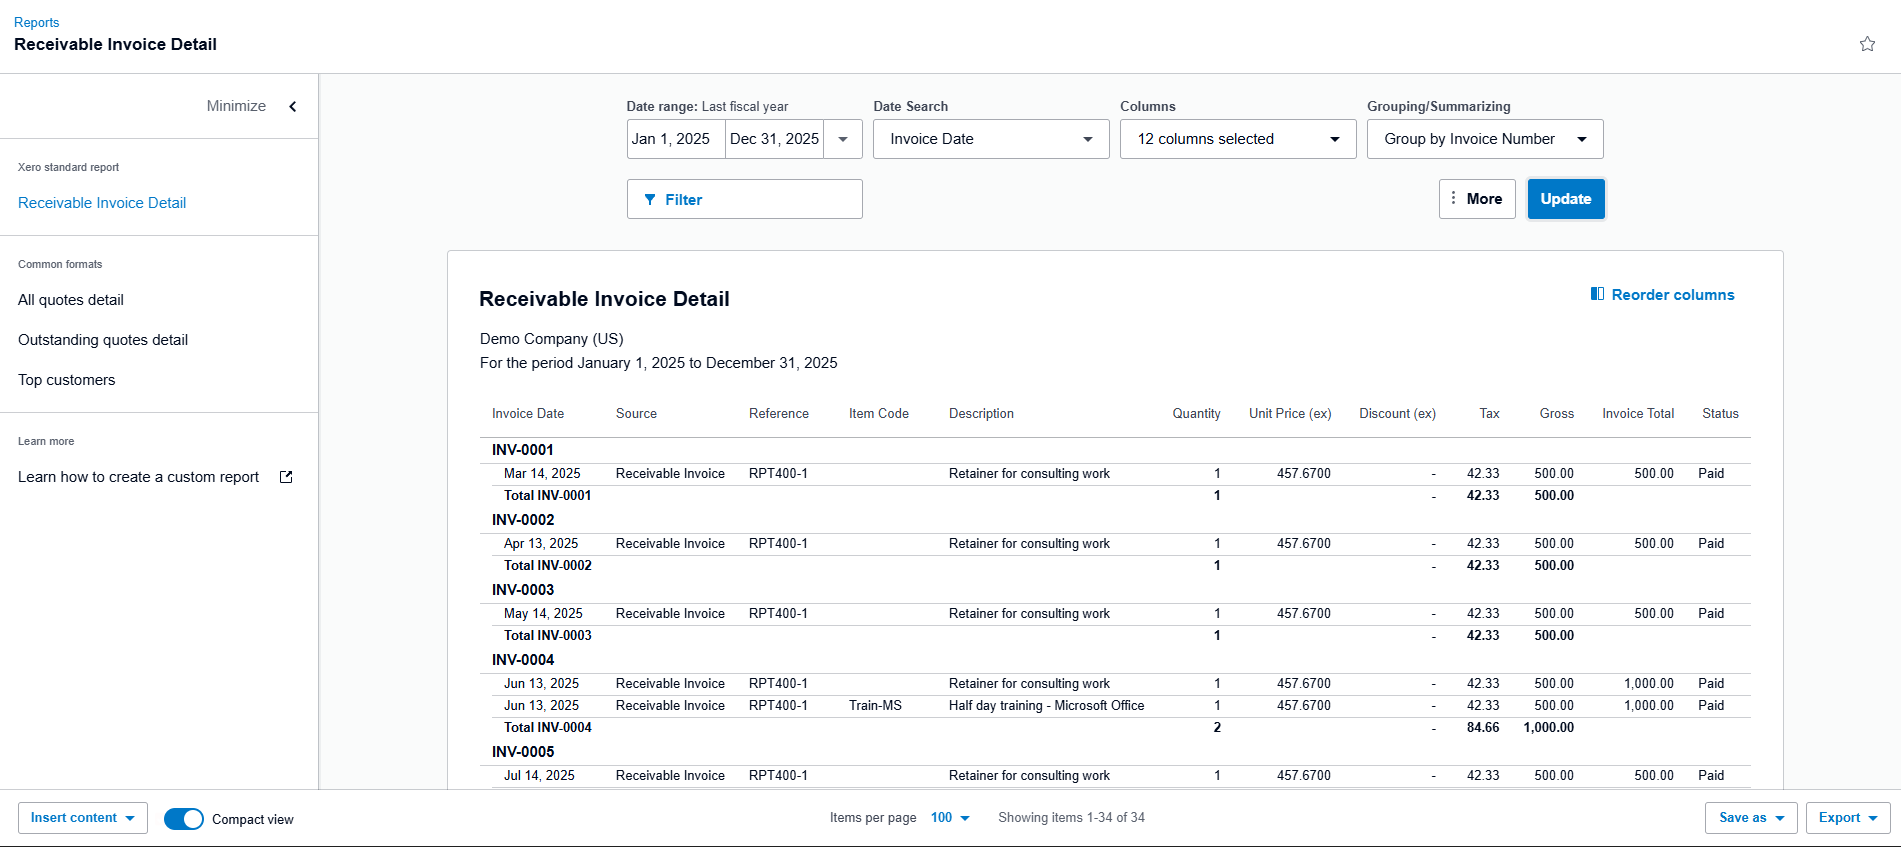 Reports
Receivable Invoice Detail
Minimize
Xero standard report
Receivable Invoice Detail
Common formats
All quotes detail
Outstanding quotes detail
Top customers
Learn more
Learn how to create a custom report
Date range: Last fiscal year Date Search Columns Grouping/Summarizing
Jan 1, 2025 Dec 31, 2025 Invoice Date 12 columns selected Group by Invoice Number
Filter More Update
Receivable Invoice Detail Reorder columns
Demo Company (US)
For the period January 1, 2025 to December 31, 2025
Invoice Date Source Reference Item Code Description Quantity Unit Price (ex) Discount (ex) Tax Gross Invoice Total Status
INV-0001
Mar 14, 2025 Receivable Invoice RPT400-1 Retainer for consulting work 1 457.6700 - 42.33 500.00 500.00 Paid
Total INV-0001 1 - 42.33 500.00
INV-0002
Apr 13, 2025 Receivable Invoice RPT400-1 Retainer for consulting work 1 457.6700 - 42.33 500.00 500.00 Paid
Total INV-0002 1 - 42.33 500.00
INV-0003
May 14, 2025 Receivable Invoice RPT400-1 Retainer for consulting work 1 457.6700 - 42.33 500.00 500.00 Paid
Total INV-0003 1 - 42.33 500.00
INV-0004
Jun 13, 2025 Receivable Invoice RPT400-1 Retainer for consulting work 1 457.6700 - 42.33 500.00 1,000.00 Paid
Jun 13, 2025 Receivable Invoice RPT400-1 Train-MS Half day training - Microsoft Office 1 457.6700 - 42.33 500.00 1,000.00 Paid
Total INV-0004 2 - 84.66 1,000.00
INV-0005
Jul 14, 2025 Receivable Invoice RPT400-1 Retainer for consulting work 1 457.6700 - 42.33 500.00 500.00 Paid
Insert content Compact view Items per page 100 Showing items 1-34 of 34 Save as Export